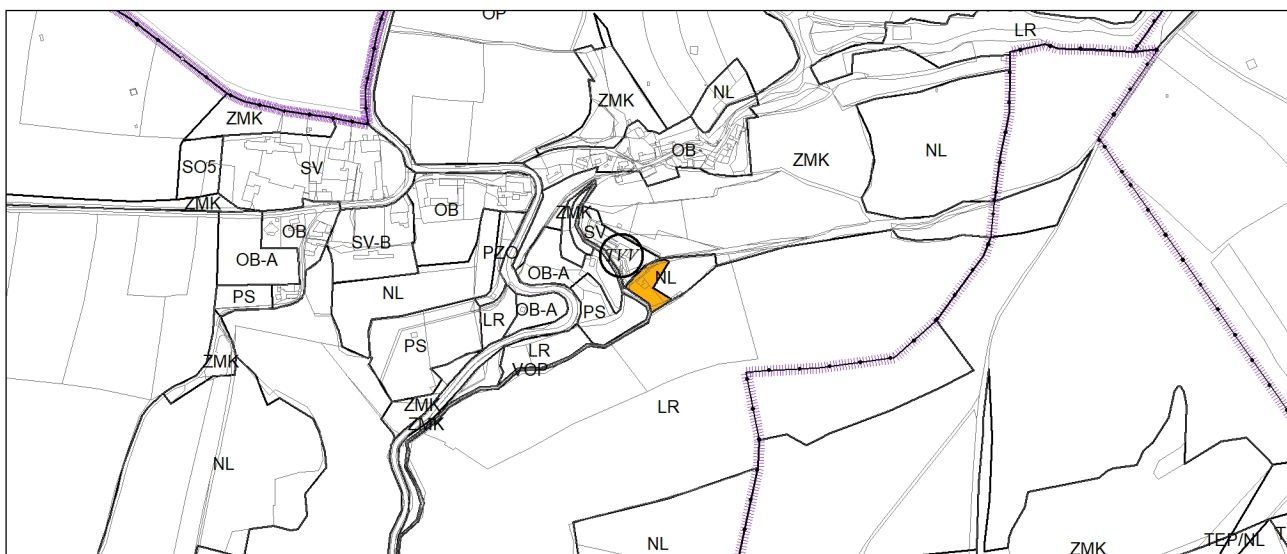 OP
LR
ZMK
NL
ZMK
OB
ZMK
NL
SO5
SV
ZMK
OB
ZMK
SV
OB
SV-B
PZO
TVV
OB-A
OB-A
NL
PS
NL
OB-A
PS
LR
PS
LR
VOP
ZMK
ZMK
ZMK
LR
NL
NL
ZMK
TEP/NL
T